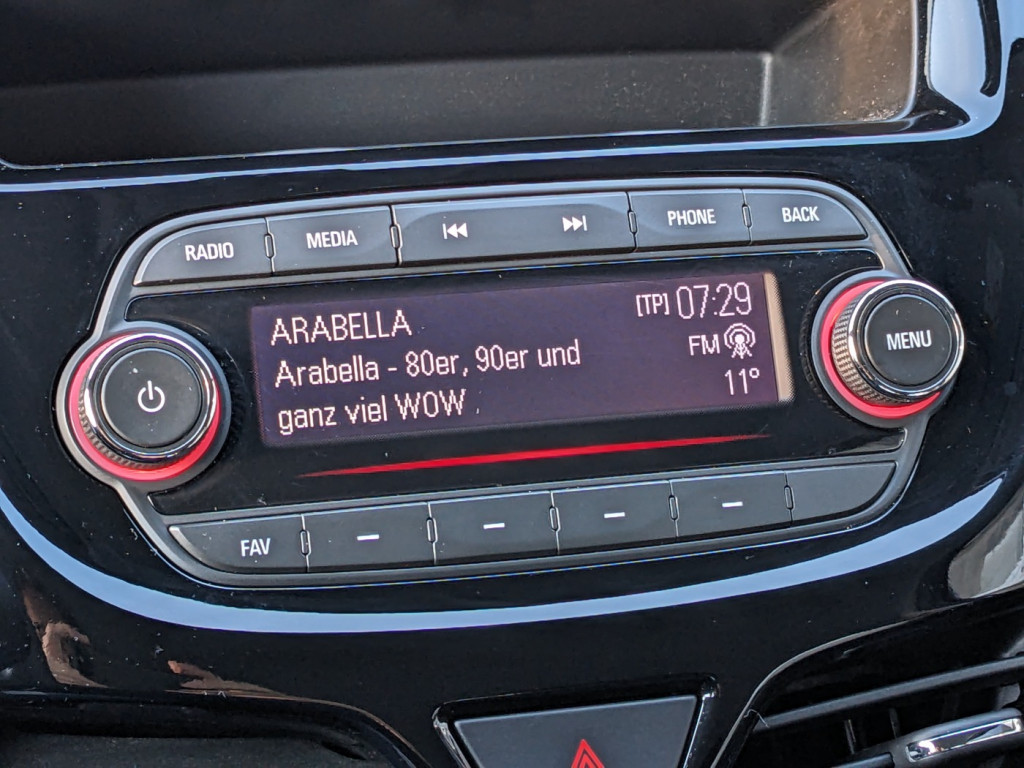 RADIO MEDIA PHONE BACK
ARABELLA [TP] 07:29
Arabella - 80er, 90er und FM
ganz viel WOW 11°
MENU
FAV